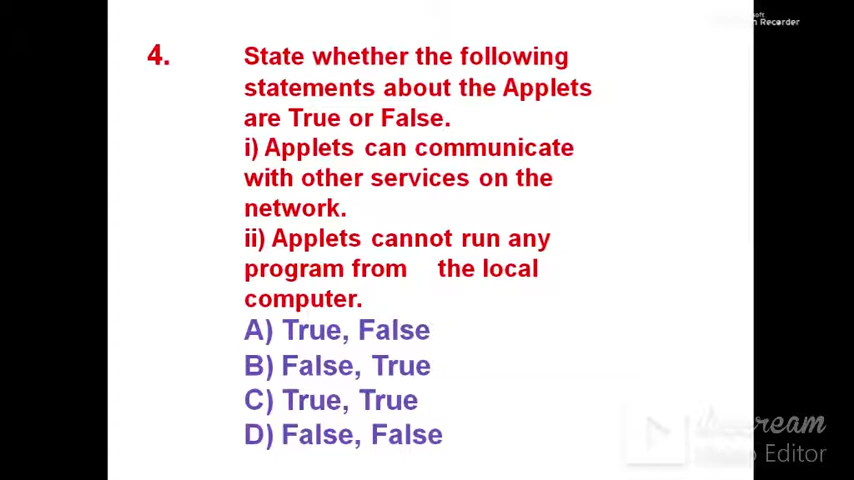 4. State whether the following
statements about the Applets
are True or False.
i) Applets can communicate
with other services on the
network.
ii) Applets cannot run any
program from the local
computer.
A) True, False
B) False, True
C) True, True
D) False, False
Recorder
Editor